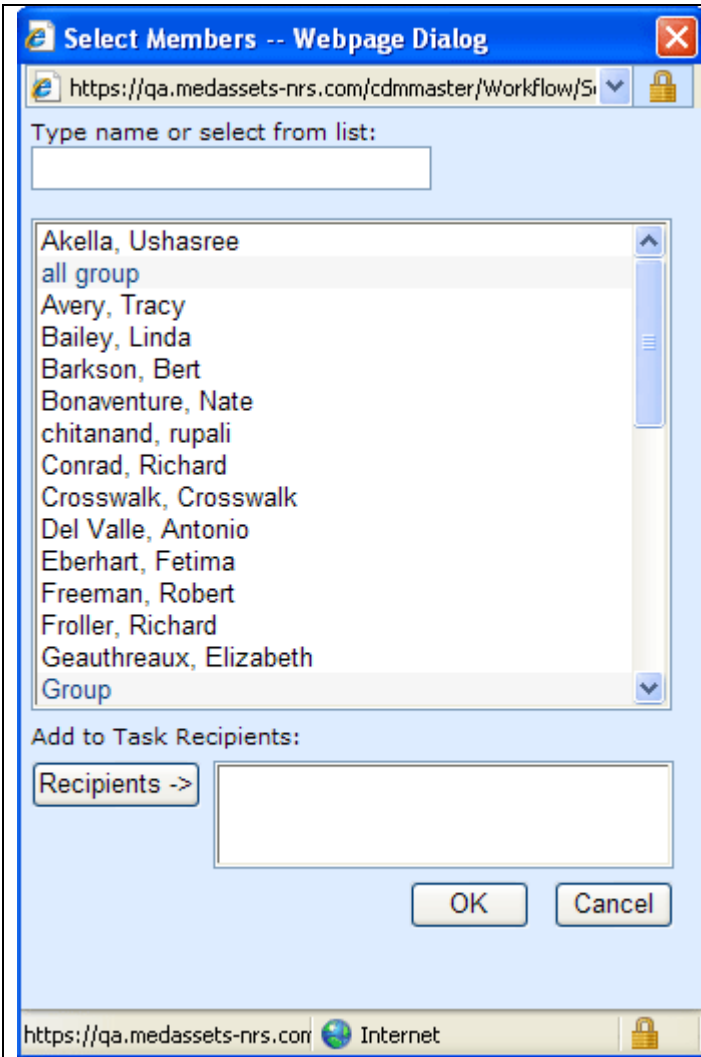 Select Members -- Webpage Dialog
https://qa.medassets-nrs.com/cdmmaster/Workflow/S
Type name or select from list:
Akella, Ushasree
all group
Avery, Tracy
Bailey, Linda
Barkson, Bert
Bonaventure, Nate
chitanand, rupali
Conrad, Richard
Crosswalk, Crosswalk
Del Valle, Antonio
Eberhart, Fetima
Freeman, Robert
Froller, Richard
Geauthreaux, Elizabeth
Group
Add to Task Recipients:
Recipients ->
OK Cancel
https://qa.medassets-nrs.com Internet